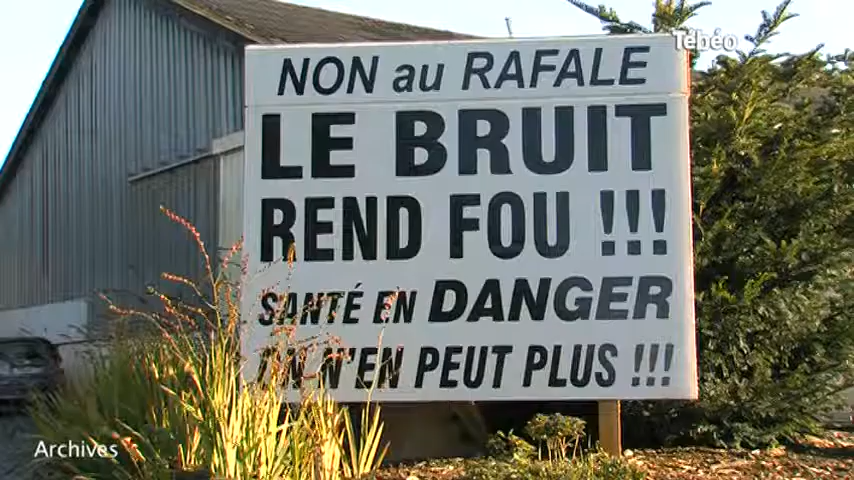 Tébéo
NON au RAFALE
LE BRUIT
REND FOU !!!
SANTÉ EN DANGER
ON N'EN PEUT PLUS !!!
Archives